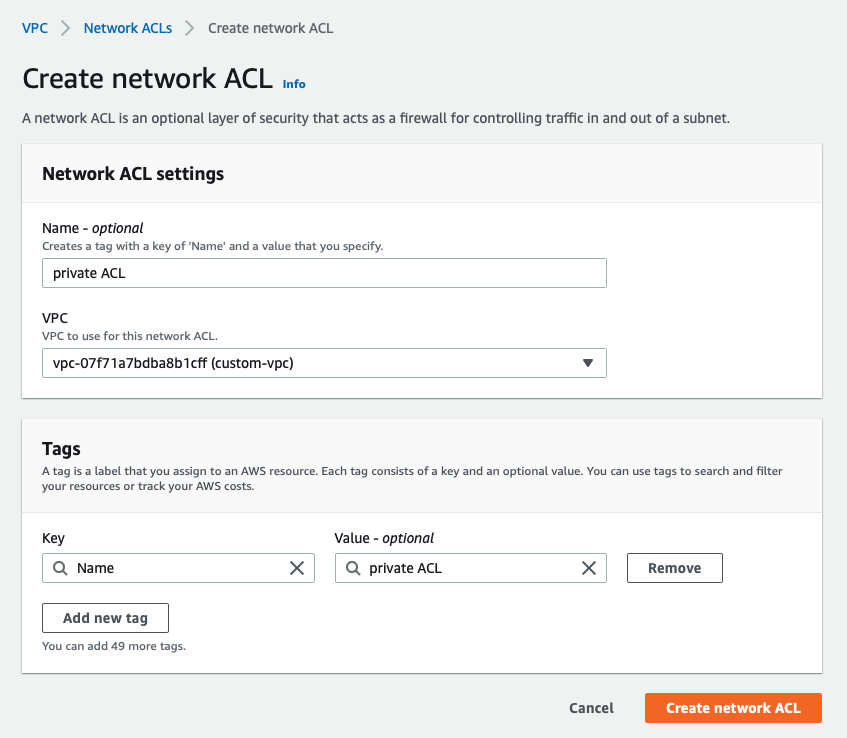 VPC > Network ACLs > Create network ACL
Create network ACL Info
A network ACL is an optional layer of security that acts as a firewall for controlling traffic in and out of a subnet.
Network ACL settings
Name - optional
Creates a tag with a key of 'Name' and a value that you specify.
private ACL
VPC
VPC to use for this network ACL.
vpc-07f71a7bdba8b1cff (custom-vpc)
Tags
A tag is a label that you assign to an AWS resource. Each tag consists of a key and an optional value. You can use tags to search and filter
your resources or track your AWS costs.
Key Value - optional
Name private ACL Remove
Add new tag
You can add 49 more tags.
Cancel Create network ACL